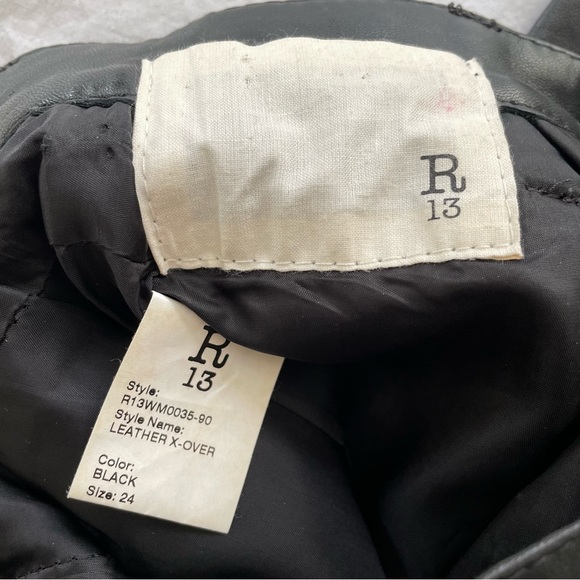 R
13
R
13
Style:
R13WM0035-90
Style Name:
LEATHER X-OVER
Color:
BLACK
Size: 24